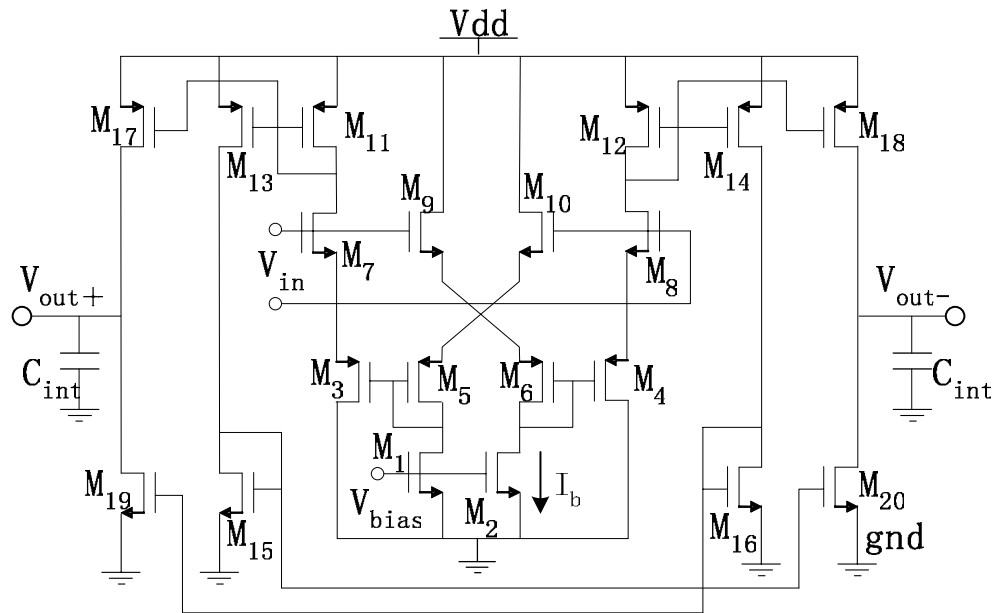 Vdd
M17
M13
M11
M12
M14
M18
M9
M10
Vin
M7
M8
Vout+
Vout-
Cint
Cint
M3
M5
M6
M4
M1
Vbias
M2
Ib
M19
M15
M16
M20
gnd